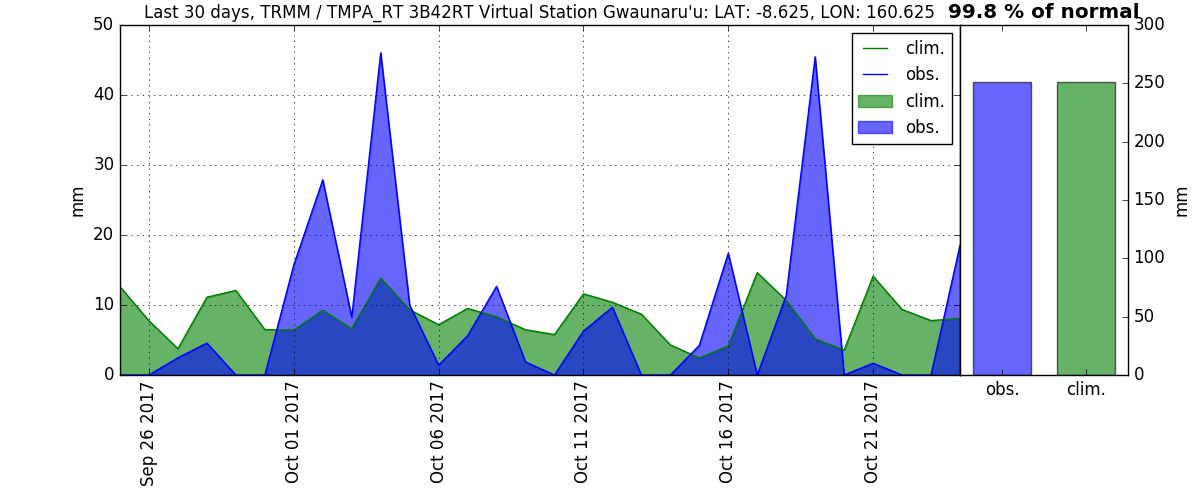 Last 30 days, TRMM / TMPA_RT 3B42RT Virtual Station Gwaunaru'u: LAT: -8.625, LON: 160.625
99.8 % of normal
50
40
30
20
10
0
mm
clim.
obs.
clim.
obs.
Sep 26 2017
Oct 01 2017
Oct 06 2017
Oct 11 2017
Oct 16 2017
Oct 21 2017
300
250
200
150
100
50
0
mm
obs.
clim.